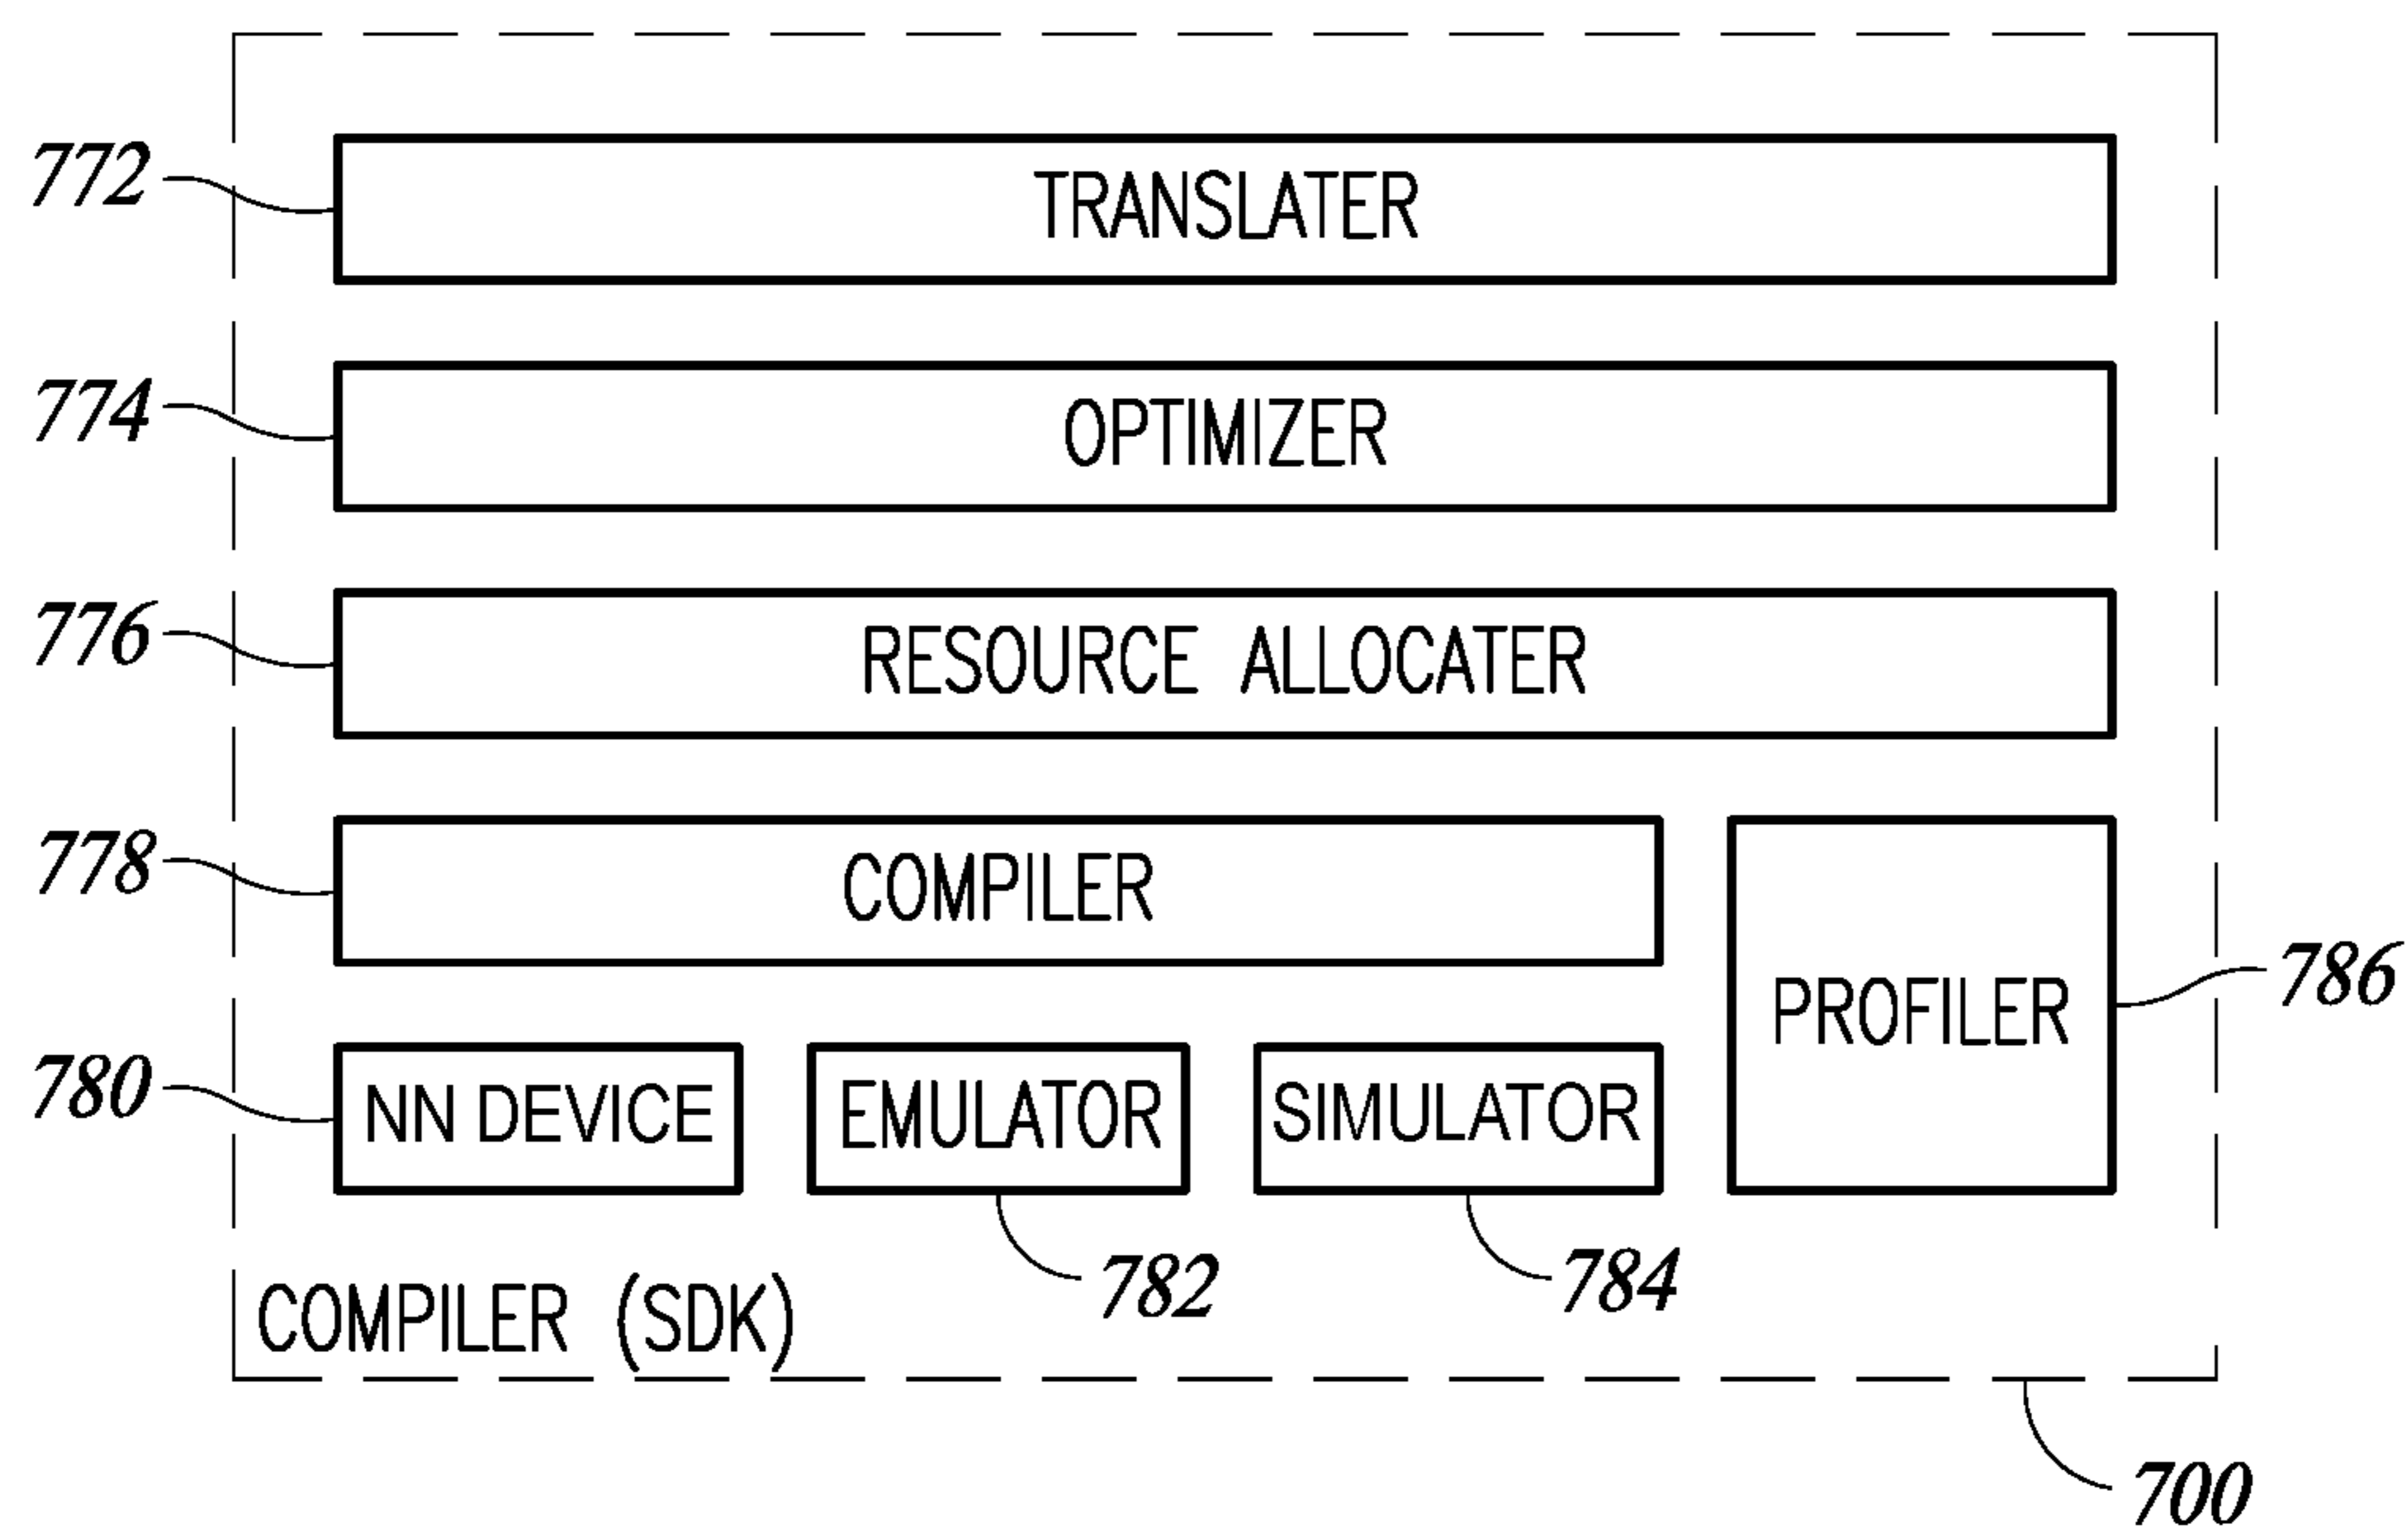 772
TRANSLATER
774
OPTIMIZER
776
RESOURCE ALLOCATER
778
COMPILER
PROFILER
786
780
NN DEVICE
EMULATOR
SIMULATOR
782
784
COMPILER (SDK)
700